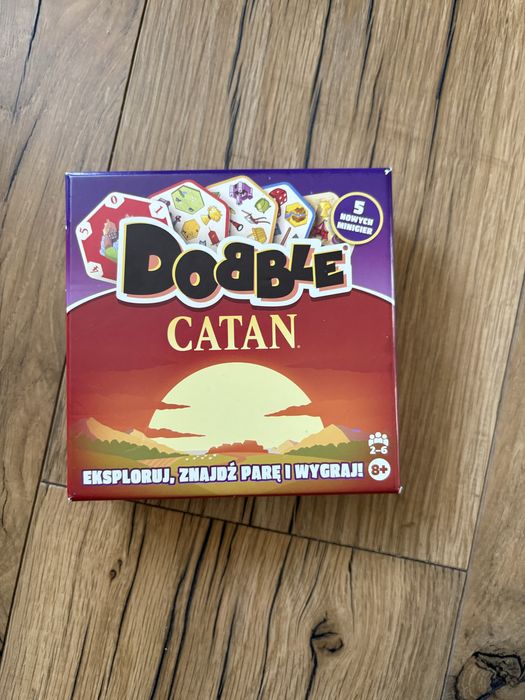 5
NOWYCH
MINIGIER
DOBBLE
CATAN
EKSPLORUJ, ZNAJDŹ PARĘ I WYGRAJ!
2–6
8+